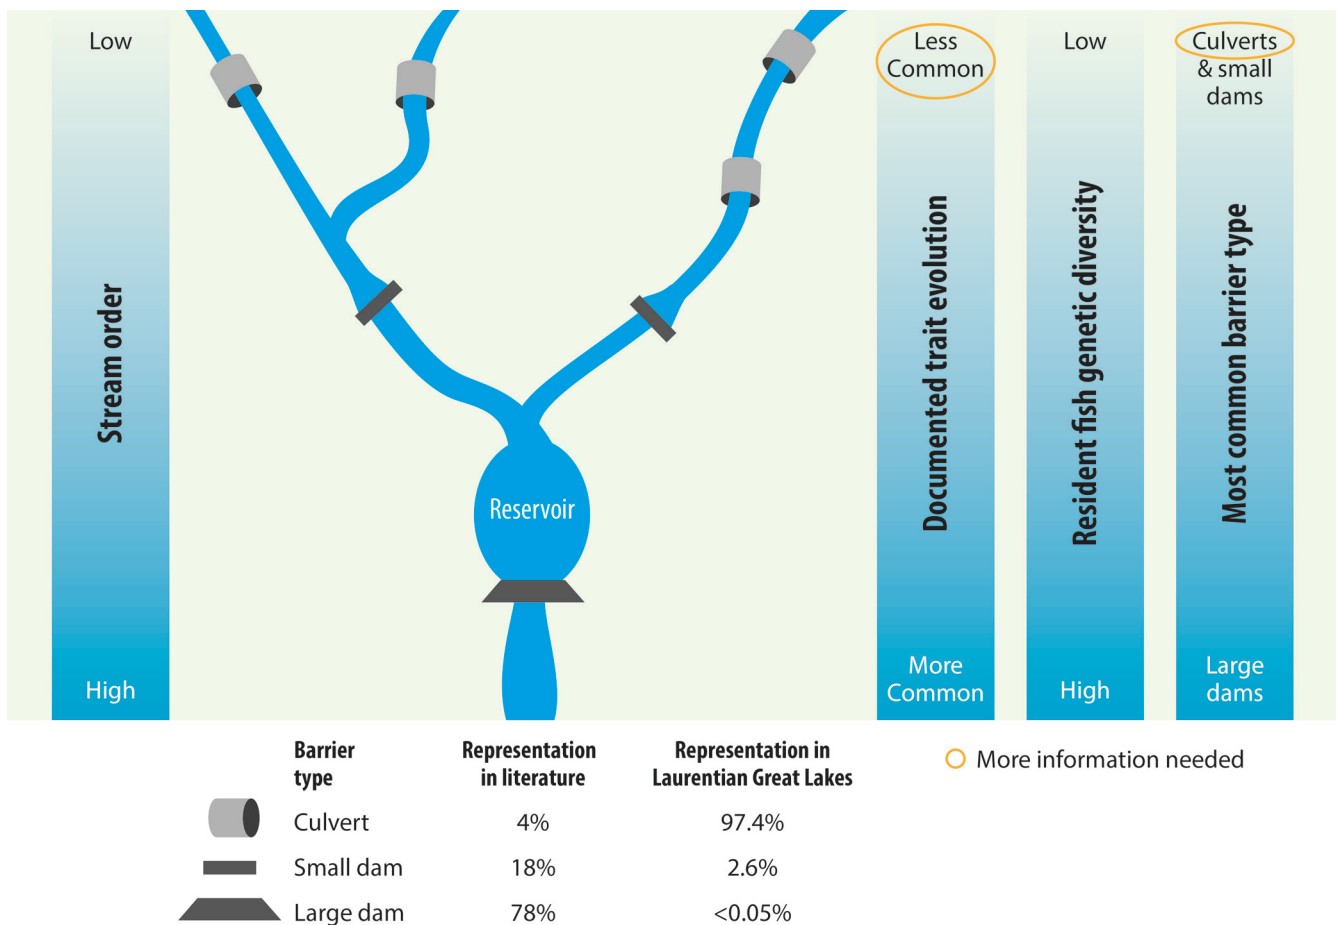 Low
Stream order
High
Reservoir
Less
Common
Documented trait evolution
More
Common
Low
Resident fish genetic diversity
High
Culverts
& small
dams
Most common barrier type
Large
dams
Barrier
type
Representation
in literature
Representation in
Laurentian Great Lakes
More information needed
Culvert 4% 97.4%
Small dam 18% 2.6%
Large dam 78% <0.05%